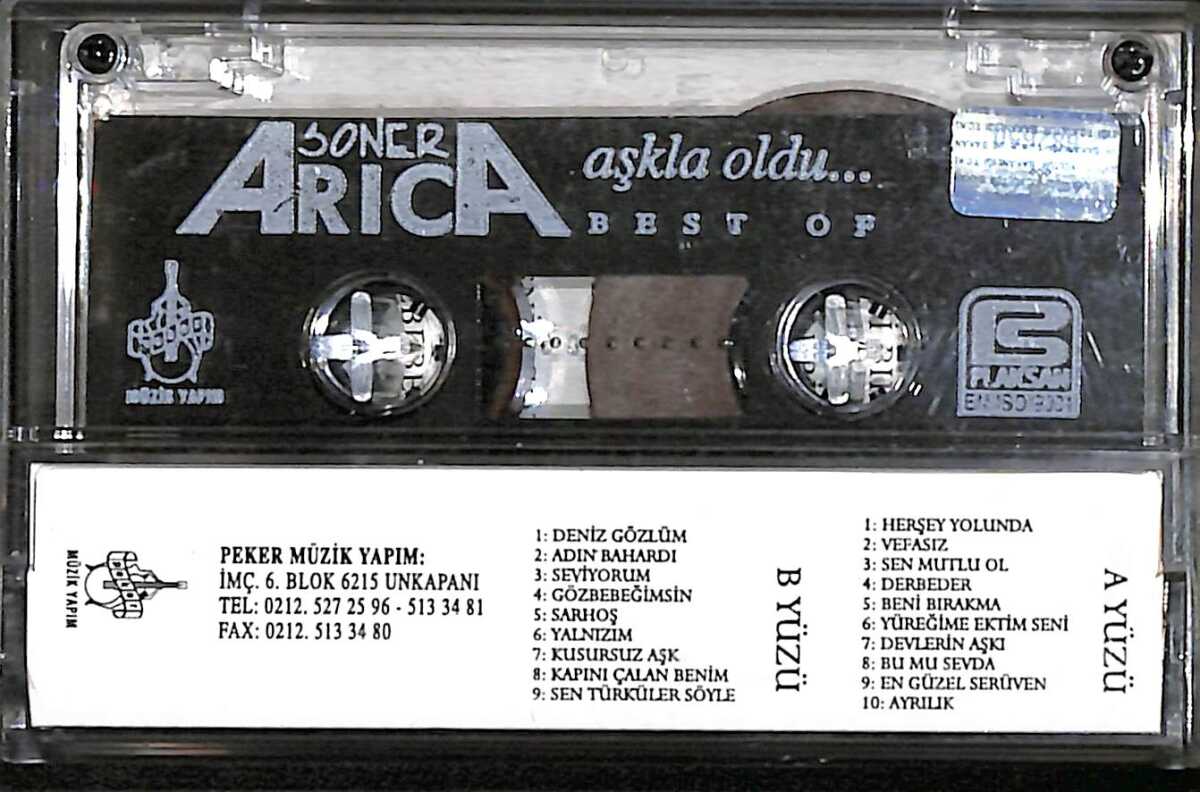 SONER
ARICA
aşkla oldu...
BEST OF
MÜZİK YAPIM
PLAKSAN
EN ISO 9001
MÜZİK YAPIM
PEKER MÜZİK YAPIM:
İMÇ. 6. BLOK 6215 UNKAPANI
TEL: 0212. 527 25 96 - 513 34 81
FAX: 0212. 513 34 80
1: DENİZ GÖZLÜM
2: ADIN BAHARDI
3: SEVİYORUM
4: GÖZBEBEĞİMSİN
5: SARHOŞ
6: YALNIZIM
7: KUSURSUZ AŞK
8: KAPINI ÇALAN BENİM
9: SEN TÜRKÜLER SÖYLE
B YÜZÜ
1: HERŞEY YOLUNDA
2: VEFASIZ
3: SEN MUTLU OL
4: DERBEDER
5: BENİ BIRAKMA
6: YÜREĞİME EKTİM SENİ
7: DEVLERİN AŞKI
8: BU MU SEVDA
9: EN GÜZEL SERÜVEN
10: AYRILIK
A YÜZÜ